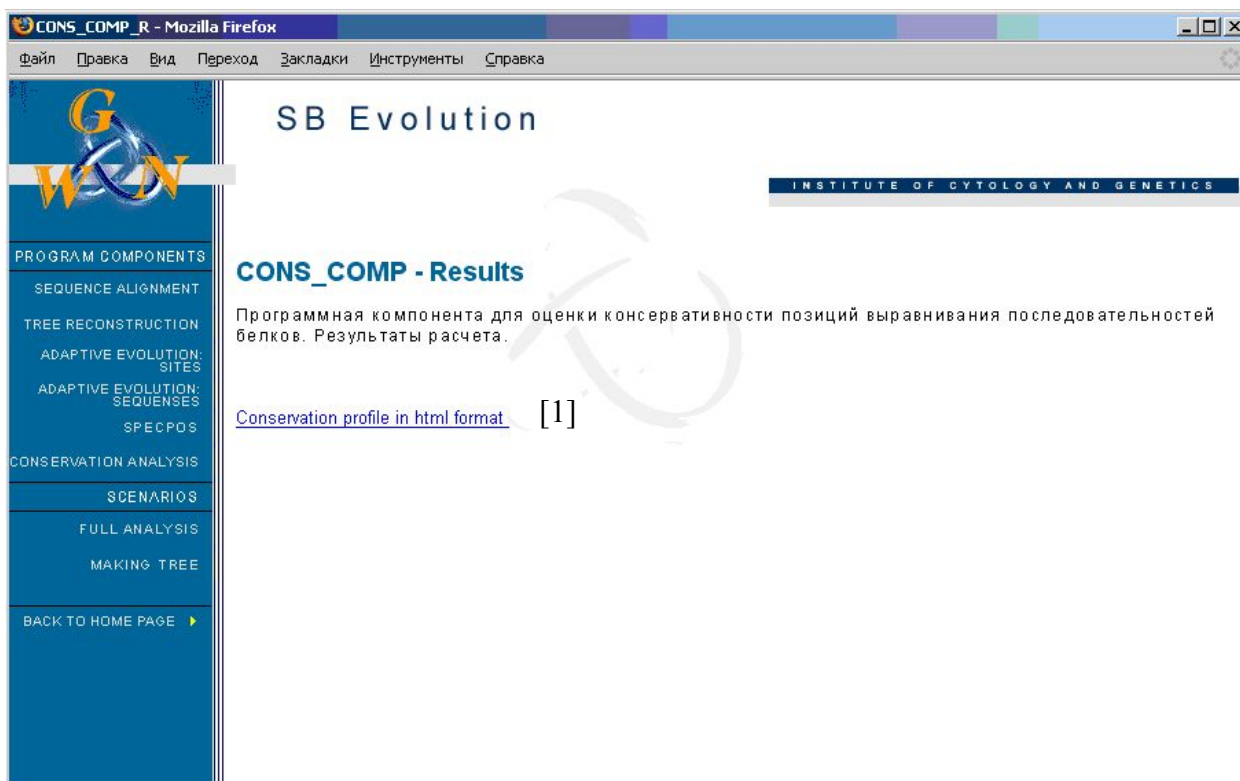 CONS_COMP_R - Mozilla Firefox
Файл Правка Вид Переход Закладки Инструменты Справка
G
W N
SB Evolution
INSTITUTE OF CYTOLOGY AND GENETICS
PROGRAM COMPONENTS
SEQUENCE ALIGNMENT
TREE RECONSTRUCTION
ADAPTIVE EVOLUTION:
SITES
ADAPTIVE EVOLUTION:
SEQUENSES
SPECPOS
CONSERVATION ANALYSIS
SCENARIOS
FULL ANALYSIS
MAKING TREE
BACK TO HOME PAGE
CONS_COMP - Results
Программная компонента для оценки консервативности позиций выравнивания последовательностей
белков. Результаты расчета.
Conservation profile in html format [1]